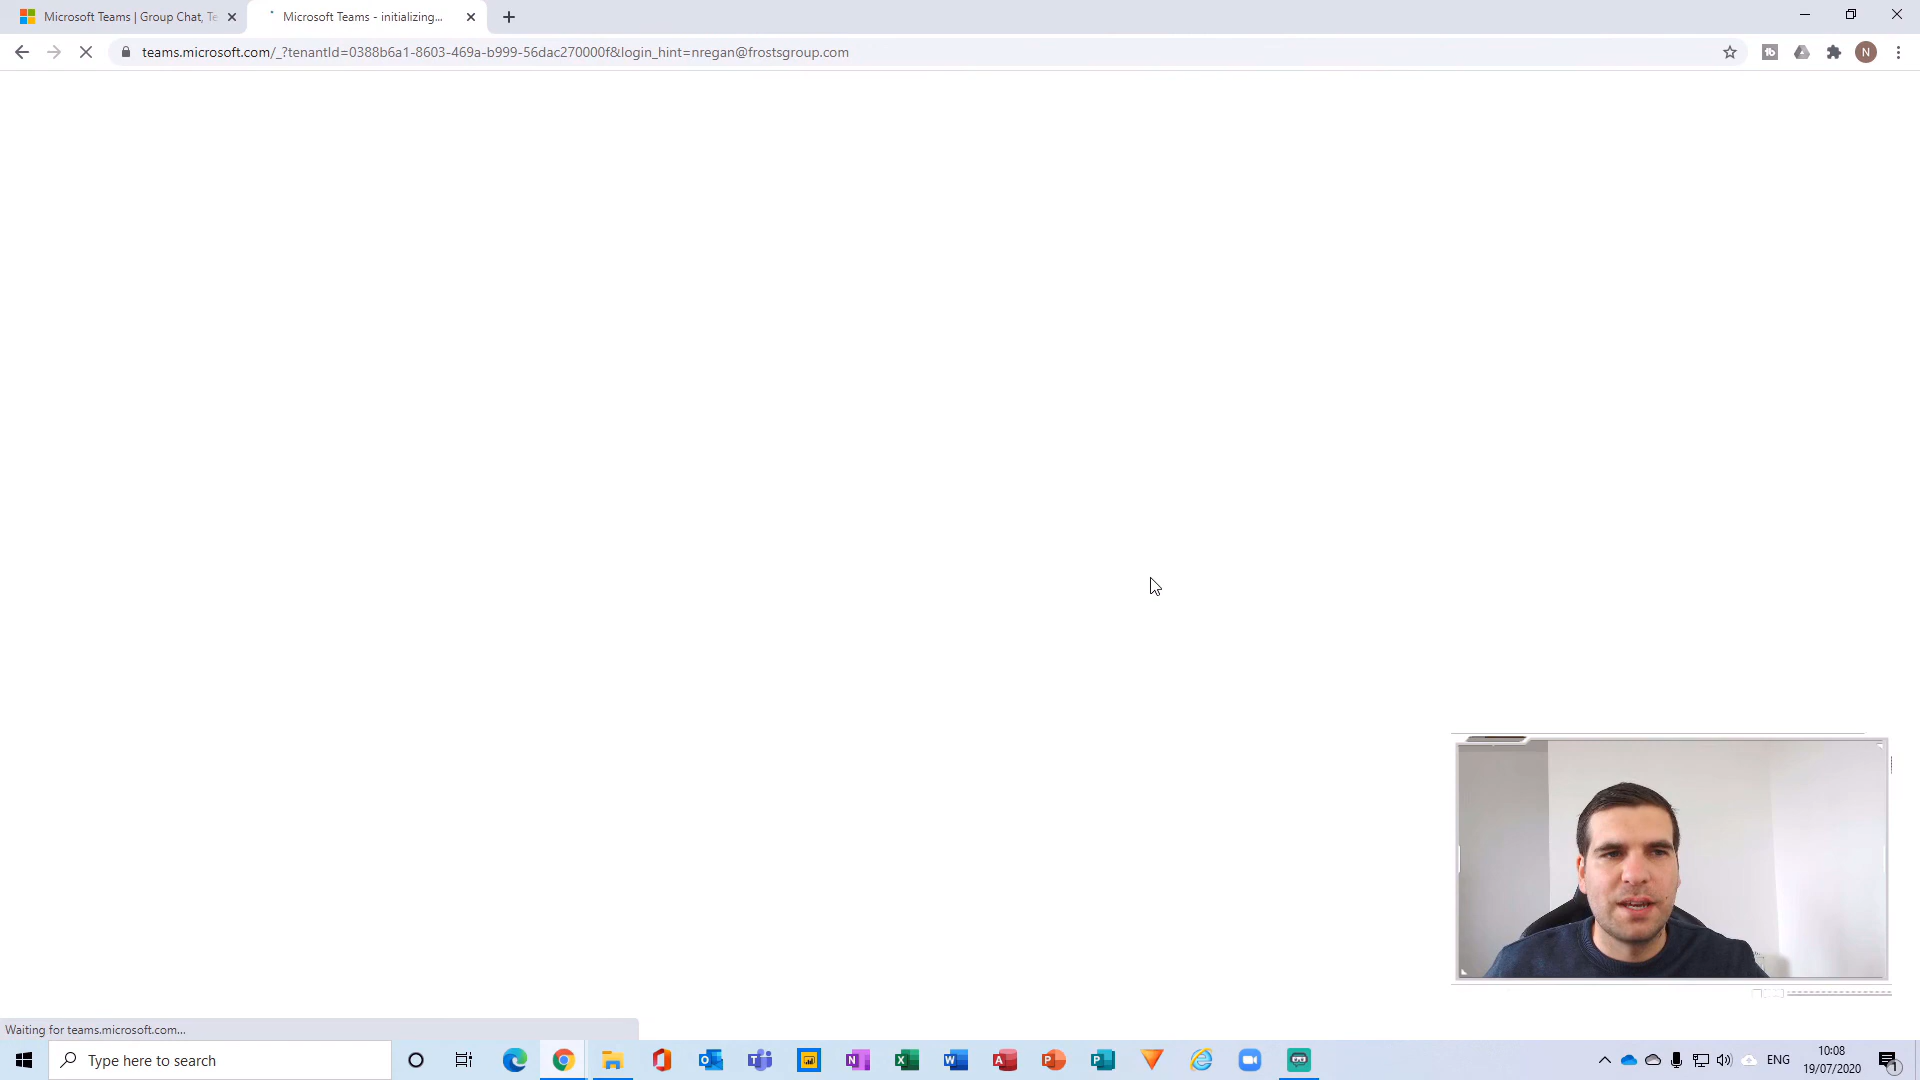 Microsoft Teams | Group Chat, Te
Microsoft Teams - initializing...
teams.microsoft.com/_?tenantId=0388b6a1-8603-469a-b999-56dac270000f&login_hint=nregan@frostsgroup.com
N
Waiting for teams.microsoft.com...
Type here to search
ENG
10:08
19/07/2020
1